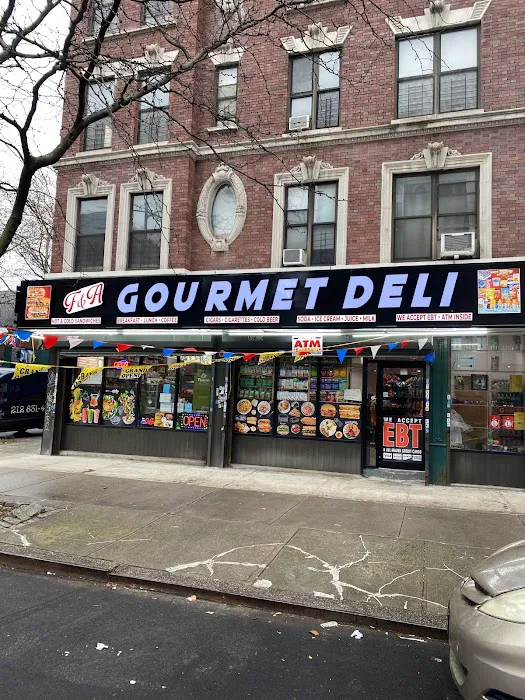 F&A
GOURMET DELI
HOT & COLD SANDWICHES
BREAKFAST - LUNCH - COFFEE
CIGARS - CIGARETTES - COLD BEER
SODA - ICE CREAM - JUICE - MILK
WE ACCEPT EBT - ATM INSIDE
ATM
GRAND
OPEN
WE ACCEPT
EBT